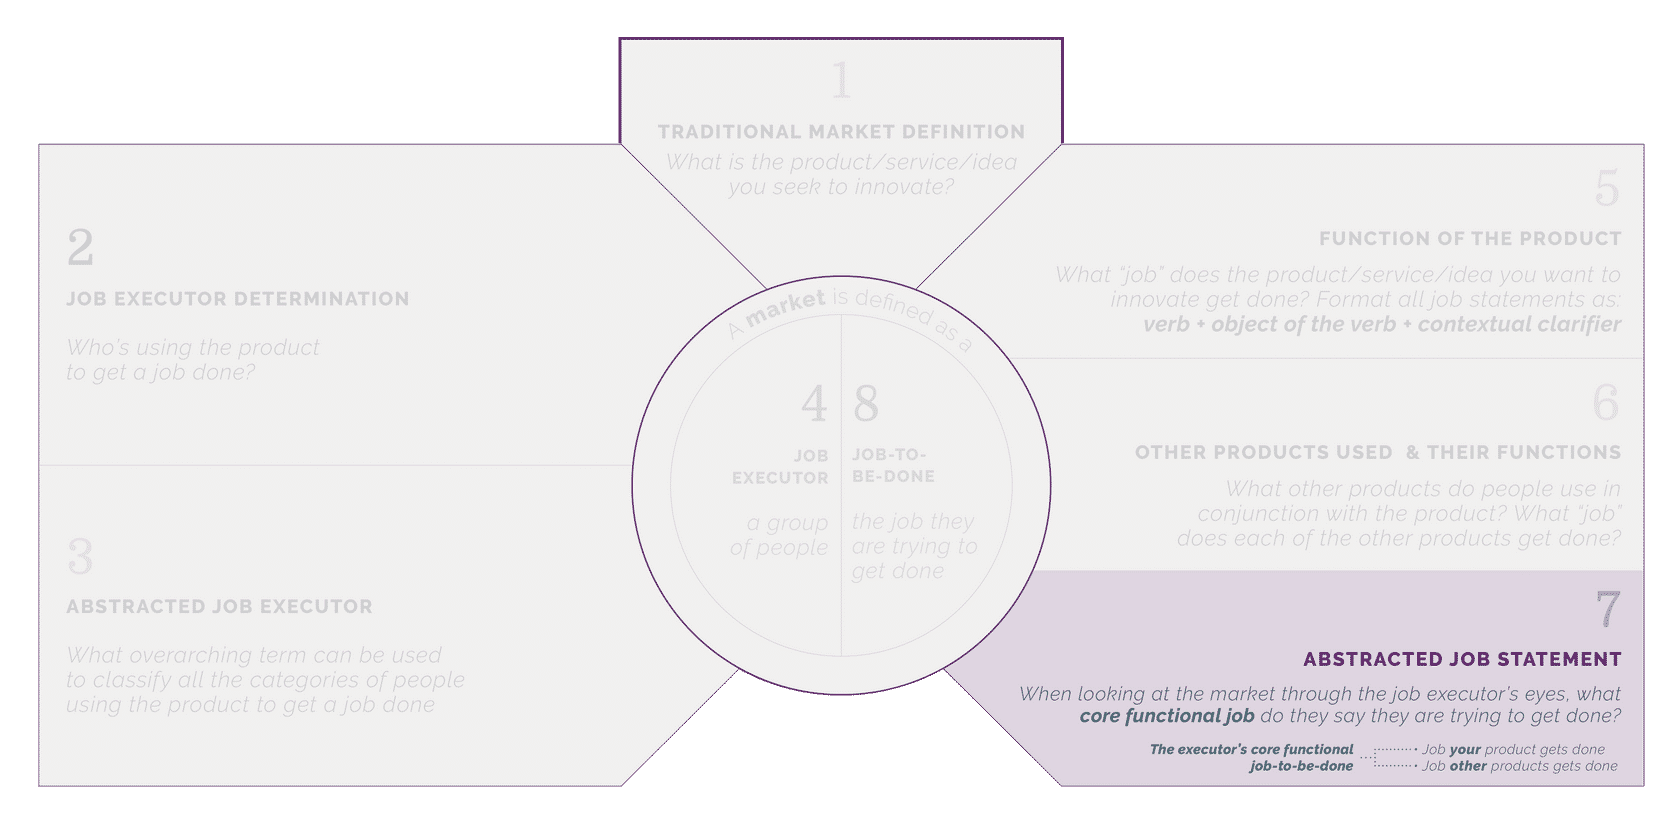 1
TRADITIONAL MARKET DEFINITION
What is the product/service/idea
you seek to innovate?
2
JOB EXECUTOR DETERMINATION
Who's using the product
to get a job done?
3
ABSTRACTED JOB EXECUTOR
What overarching term can be used
to classify all the categories of people
using the product to get a job done
A market is defined as a
4
JOB
EXECUTOR
a group
of people
8
JOB-TO-
BE-DONE
the job they
are trying to
get done
5
FUNCTION OF THE PRODUCT
What "job" does the product/service/idea you want to
innovate get done? Format all job statements as:
verb + object of the verb + contextual clarifier
6
OTHER PRODUCTS USED & THEIR FUNCTIONS
What other products do people use in
conjunction with the product? What "job"
does each of the other products get done?
7
ABSTRACTED JOB STATEMENT
When looking at the market through the job executor's eyes, what
core functional job do they say they are trying to get done?
The executor's core functional
job-to-be-done
Job your product gets done
Job other products gets done